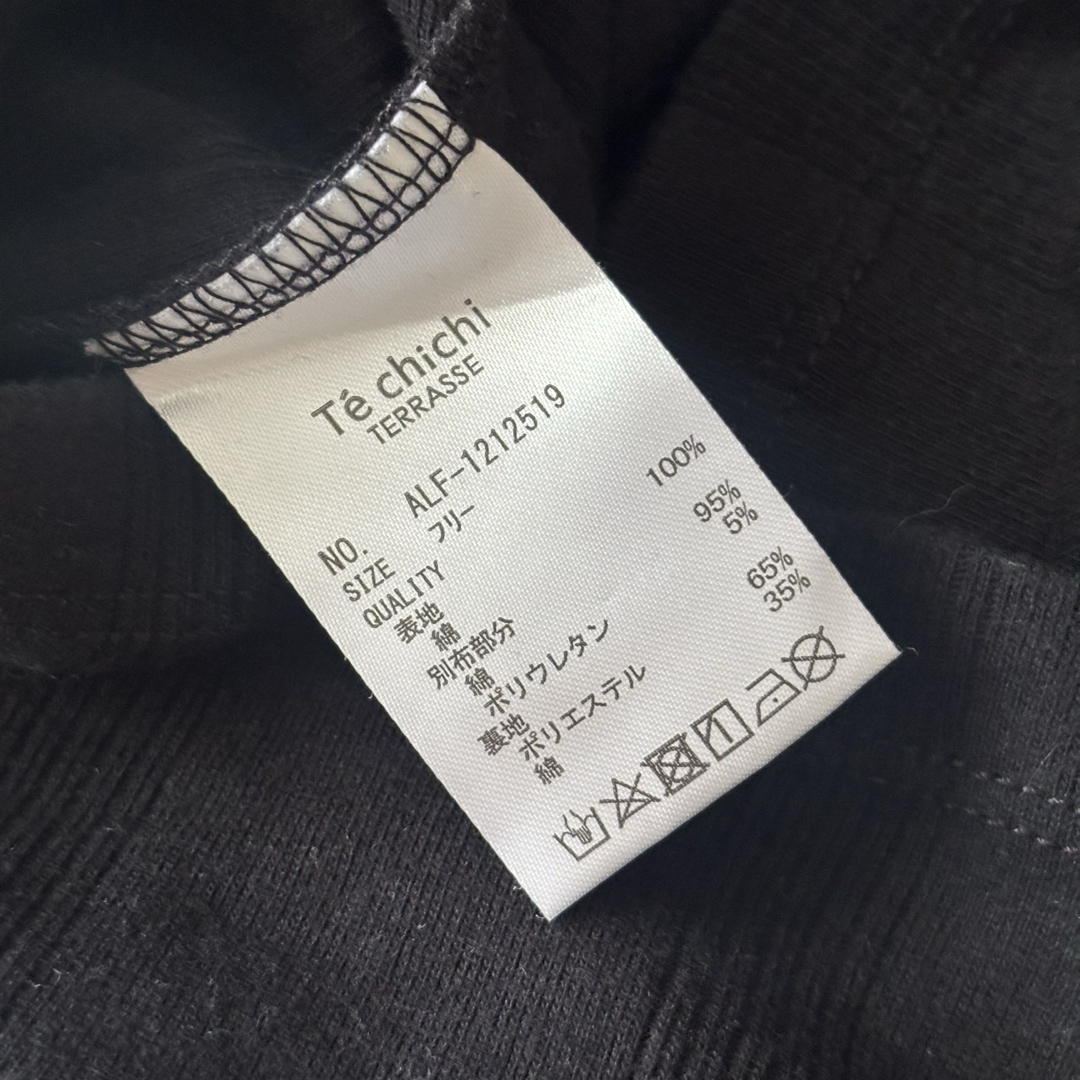 Té chichi
TERRASSE
NO. ALF-1212519
SIZE フリー
QUALITY
表地
綿 100%
別布部分
綿 95%
ポリウレタン 5%
裏地
ポリエステル 65%
綿 35%